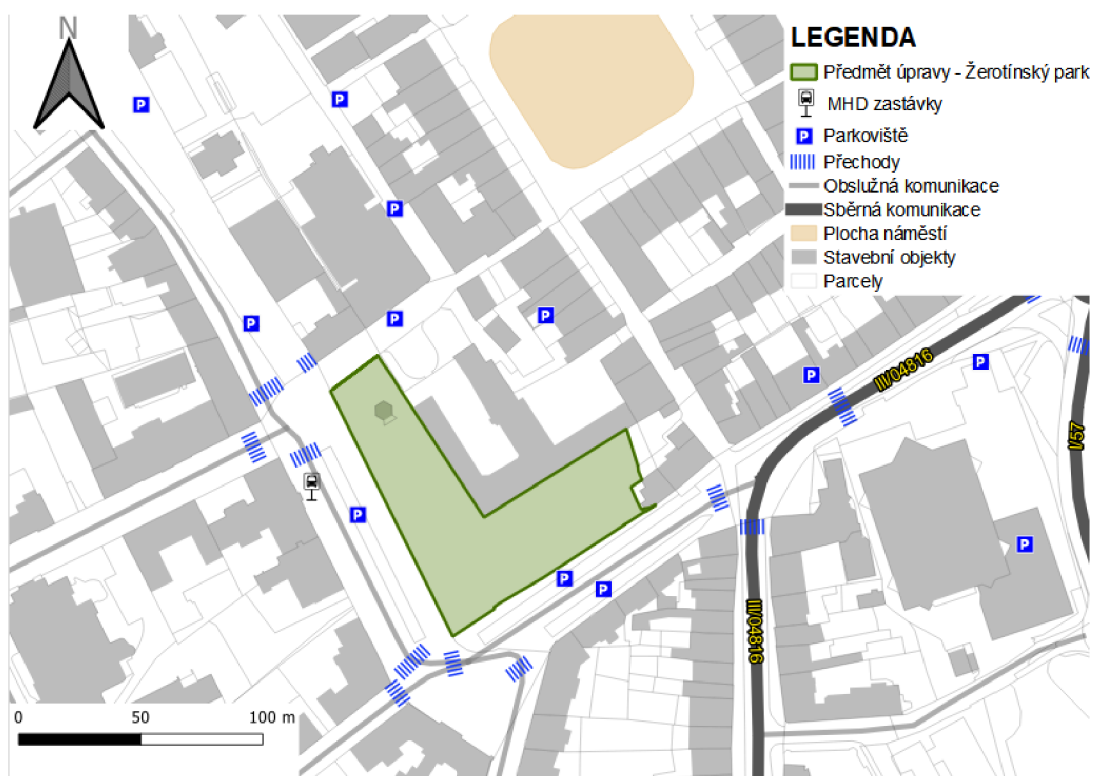 N
LEGENDA
Předmět úpravy - Žerotínský park
MHD zastávky
P Parkoviště
Přechody
Obslužná komunikace
Sběrná komunikace
Plocha náměstí
Stavební objekty
Parcely
P
P
P
P
P
P
P
P
III/04816
I/57
P
P
P
P
III/04816
0 50 100 m